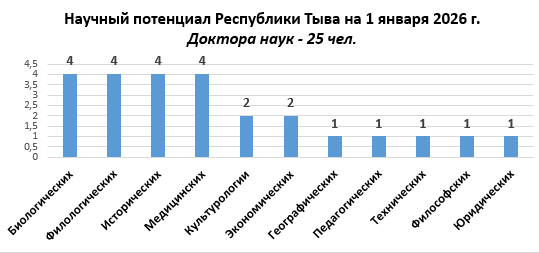 Научный потенциал Республики Тыва на 1 января 2026 г.
Доктора наук - 25 чел.
4,5
4
3,5
3
2,5
2
1,5
1
0,5
0
4
4
4
4
2
2
1
1
1
1
1
Биологических
Филологических
Исторических
Медицинских
Культурологии
Экономических
Географических
Педагогических
Технических
Философских
Юридических